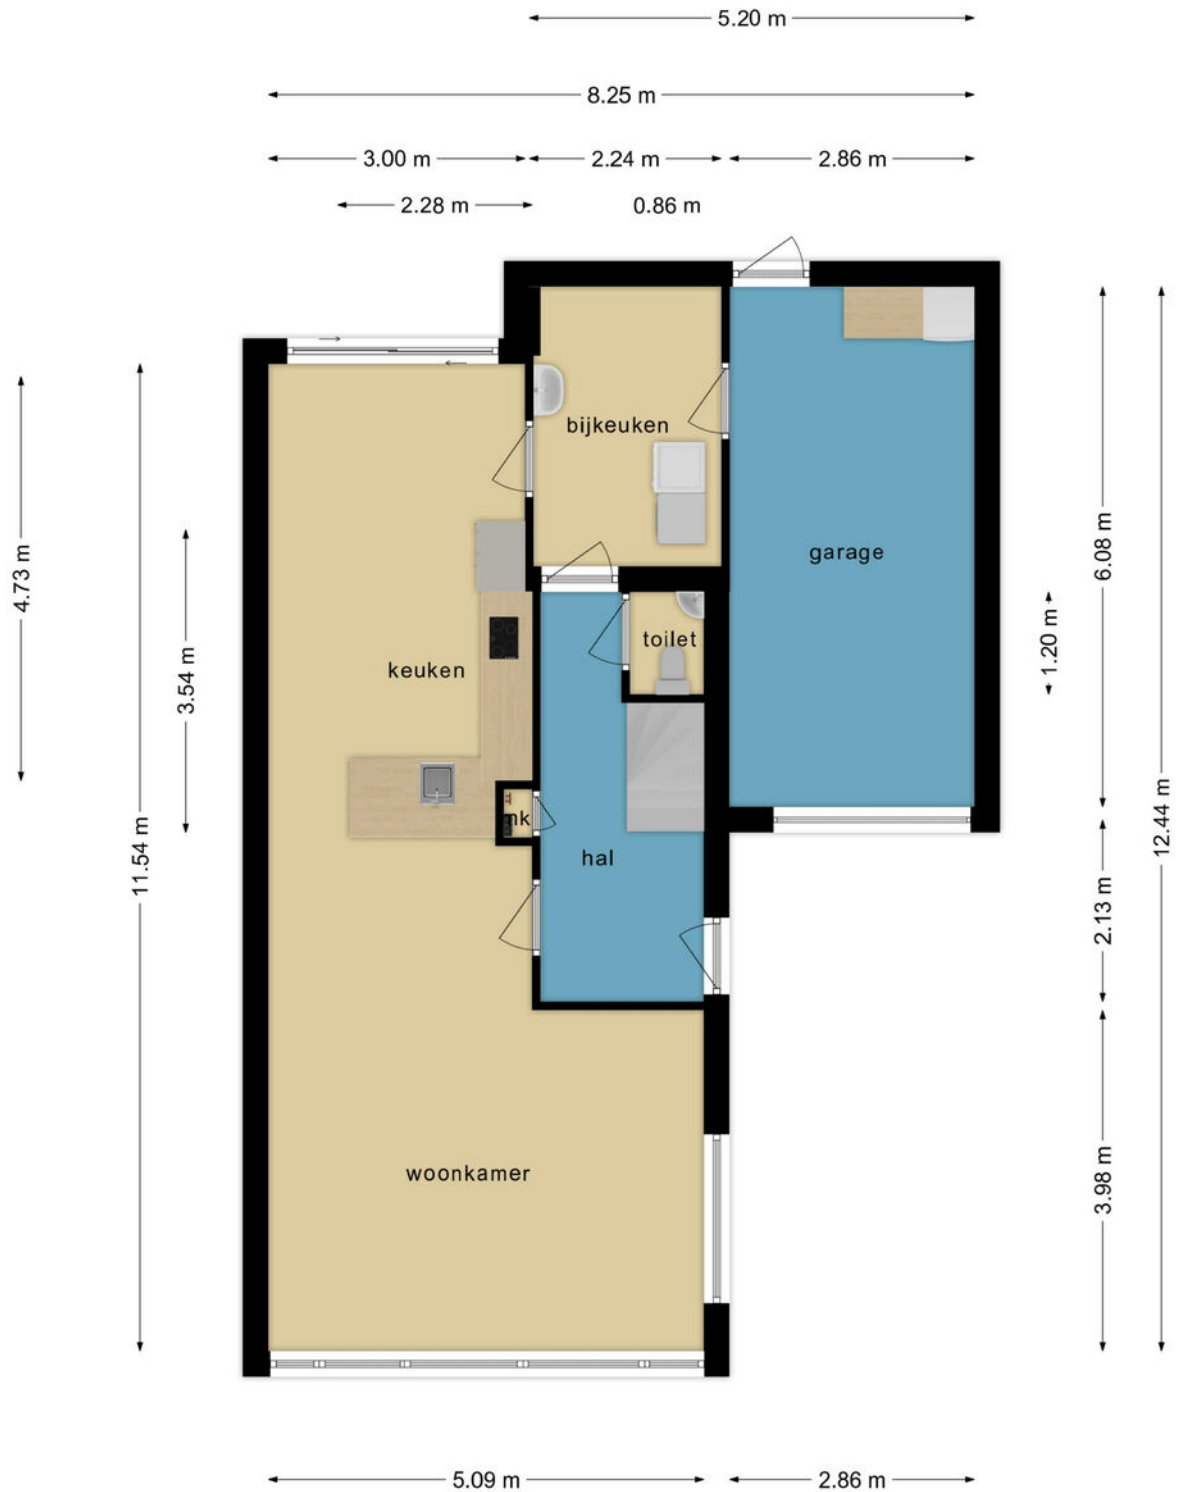 5.20 m
8.25 m
3.00 m
2.24 m
2.86 m
2.28 m
0.86 m
bijkeuken
garage
6.08 m
4.73 m
toilet
1.20 m
keuken
3.54 m
mk
12.44 m
11.54 m
hal
2.13 m
woonkamer
3.98 m
5.09 m
2.86 m